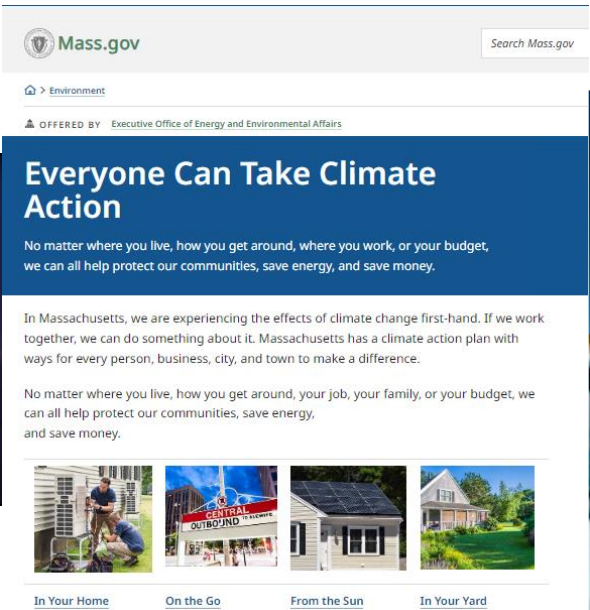 Mass.gov
Search Mass.gov
> Environment
OFFERED BY Executive Office of Energy and Environmental Affairs
Everyone Can Take Climate
Action
No matter where you live, how you get around, where you work, or your budget,
we can all help protect our communities, save energy, and save money.
In Massachusetts, we are experiencing the effects of climate change first-hand. If we work
together, we can do something about it. Massachusetts has a climate action plan with
ways for every person, business, city, and town to make a difference.
No matter where you live, how you get around, your job, your family, or your budget, we
can all help protect our communities, save energy,
and save money.
CENTRAL
OUTBOUND TO ALEWIFE
In Your Home
On the Go
From the Sun
In Your Yard